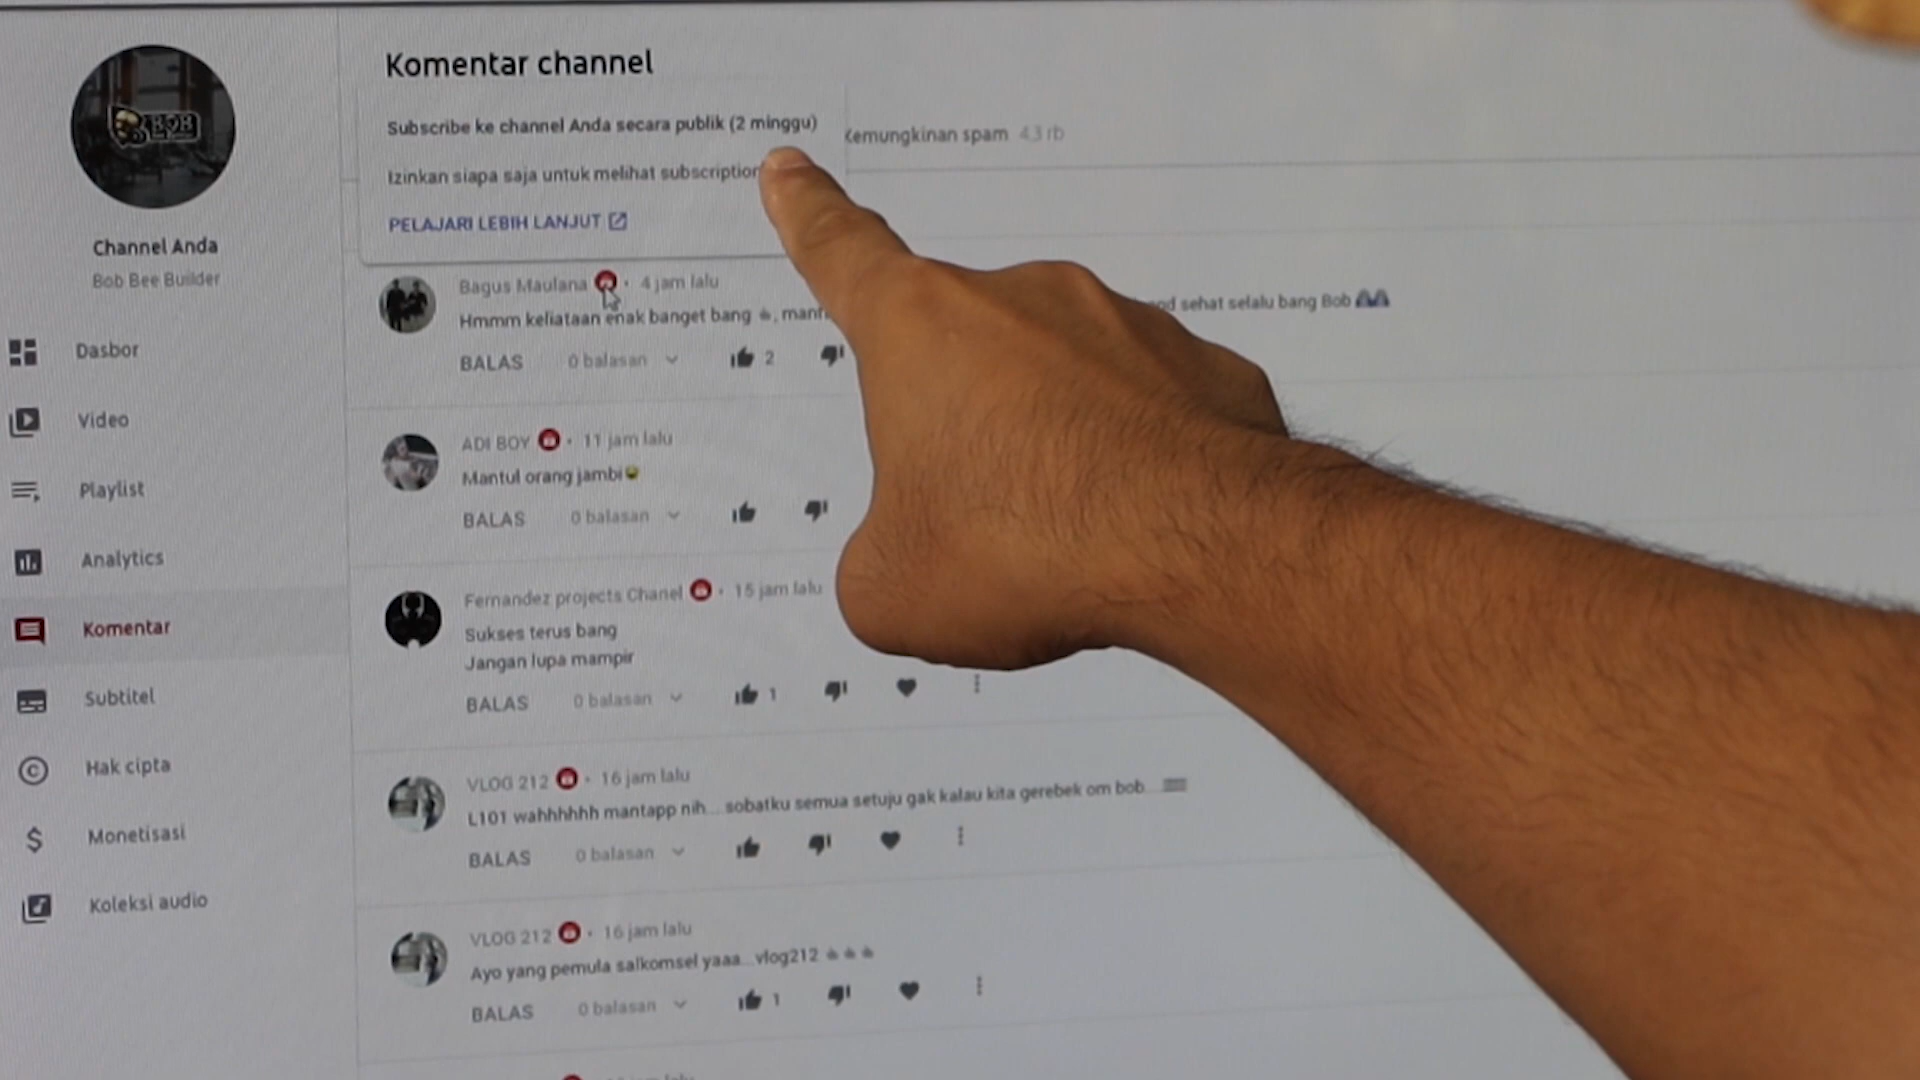 Komentar channel
Subscribe ke channel Anda secara publik (2 minggu)
Kemungkinan spam 4,3 rb
Izinkan siapa saja untuk melihat subscription
PELAJARI LEBIH LANJUT
BOB
Channel Anda
Bob Bee Builder
Dasbor
Video
Playlist
Analytics
Komentar
Subtitel
Hak cipta
Monetisasi
Koleksi audio
Bagus Maulana • 4 jam lalu
Hmmm keliataan enak banget bang , sehat selalu bang Bob
BALAS 0 balasan 2
ADI BOY • 11 jam lalu
Mantul orang jambi😂
BALAS 0 balasan
Fernandez projects Chanel • 15 jam lalu
Sukses terus bang
Jangan lupa mampir
BALAS 0 balasan 1
VLOG 212 • 16 jam lalu
L101 wahhhhhh mantapp nih....sobatku semua setuju gak kalau kita gerebek om bob....
BALAS 0 balasan
VLOG 212 • 16 jam lalu
Ayo yang pemula salkomsel yaaa...vlog212
BALAS 0 balasan 1